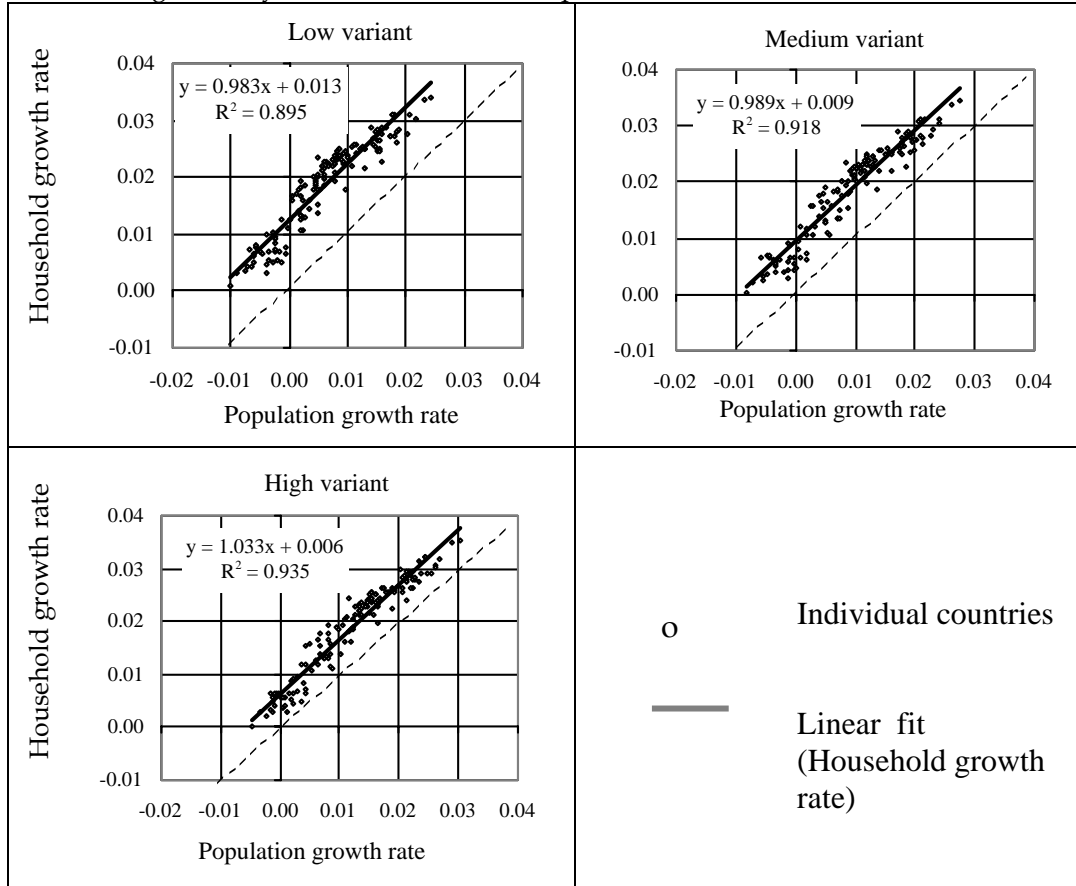 Low variant
Household growth rate
0.04
0.03
0.02
0.01
0.00
-0.01
y = 0.983x + 0.013
R² = 0.895
-0.02 -0.01 0.00 0.01 0.02 0.03 0.04
Population growth rate
Medium variant
0.04
0.03
0.02
0.01
0.00
-0.01
y = 0.989x + 0.009
R² = 0.918
-0.02 -0.01 0.00 0.01 0.02 0.03 0.04
Population growth rate
High variant
Household growth rate
0.04
0.03
0.02
0.01
0.00
-0.01
y = 1.033x + 0.006
R² = 0.935
-0.02 -0.01 0.00 0.01 0.02 0.03 0.04
Population growth rate
o Individual countries
Linear fit
(Household growth
rate)